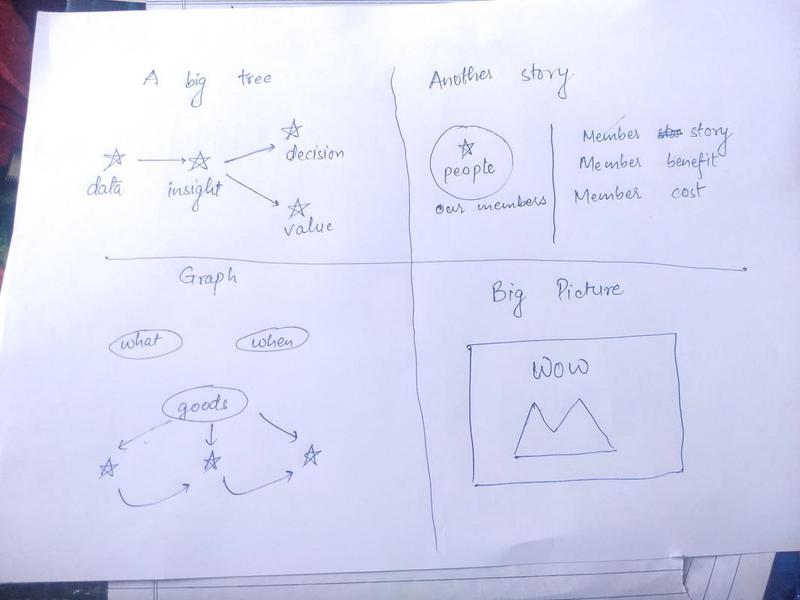 A big tree
decision
data insight
value
Another story
people
our members
Member story
Member benefit
Member cost
Graph
what when
goods
Big Picture
WOW